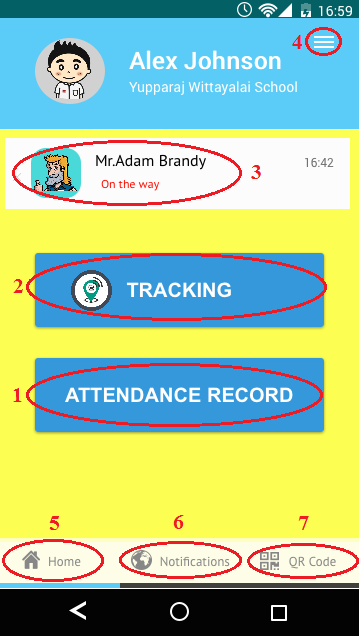 16:59
4
Alex Johnson
Yupparaj Wittayalai School
Mr.Adam Brandy
16:42
3
On the way
2
TRACKING
1
ATTENDANCE RECORD
5
6
7
Home
Notifications
QR Code